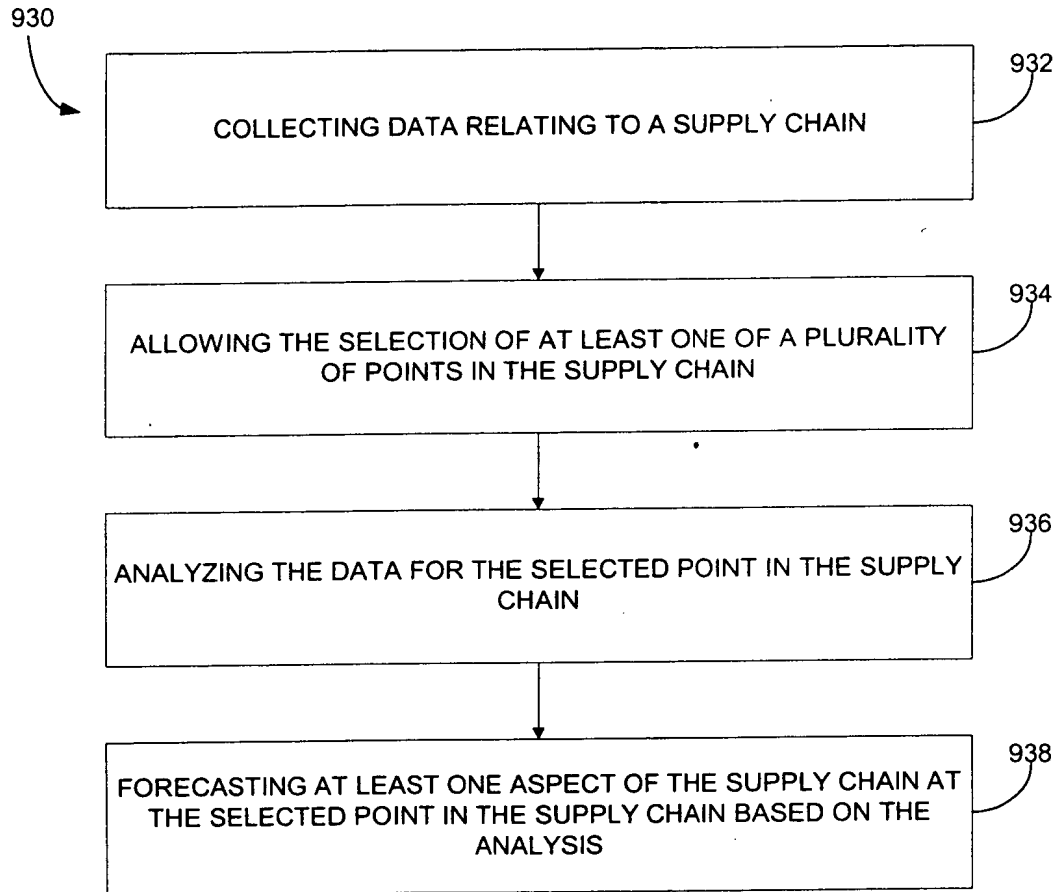 930
932
COLLECTING DATA RELATING TO A SUPPLY CHAIN
934
ALLOWING THE SELECTION OF AT LEAST ONE OF A PLURALITY
OF POINTS IN THE SUPPLY CHAIN
936
ANALYZING THE DATA FOR THE SELECTED POINT IN THE SUPPLY
CHAIN
938
FORECASTING AT LEAST ONE ASPECT OF THE SUPPLY CHAIN AT
THE SELECTED POINT IN THE SUPPLY CHAIN BASED ON THE
ANALYSIS